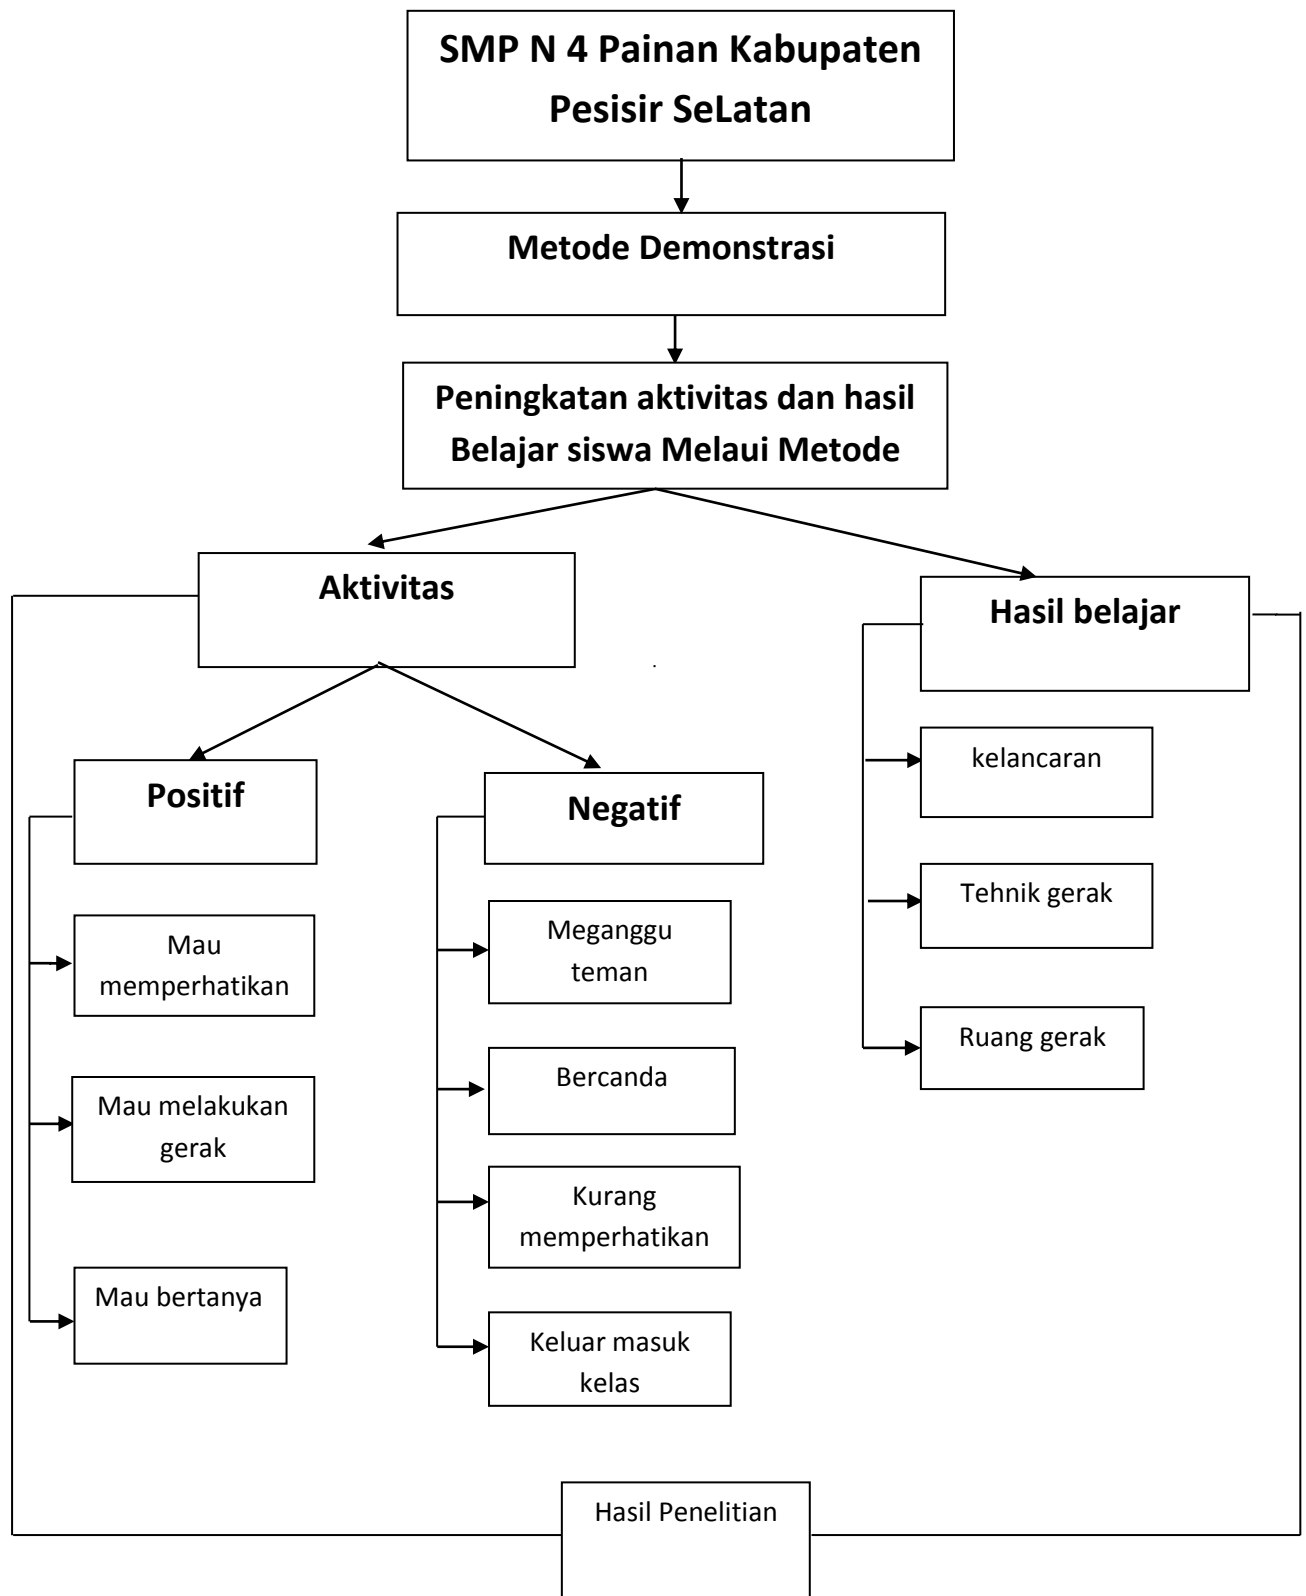 SMP N 4 Painan Kabupaten
Pesisir SeLatan
Metode Demonstrasi
Peningkatan aktivitas dan hasil
Belajar siswa Melaui Metode
Aktivitas
Hasil belajar
Positif
Negatif
kelancaran
Tehnik gerak
Ruang gerak
Mau
memperhatikan
Mau melakukan
gerak
Mau bertanya
Meganggu
teman
Bercanda
Kurang
memperhatikan
Keluar masuk
kelas
Hasil Penelitian